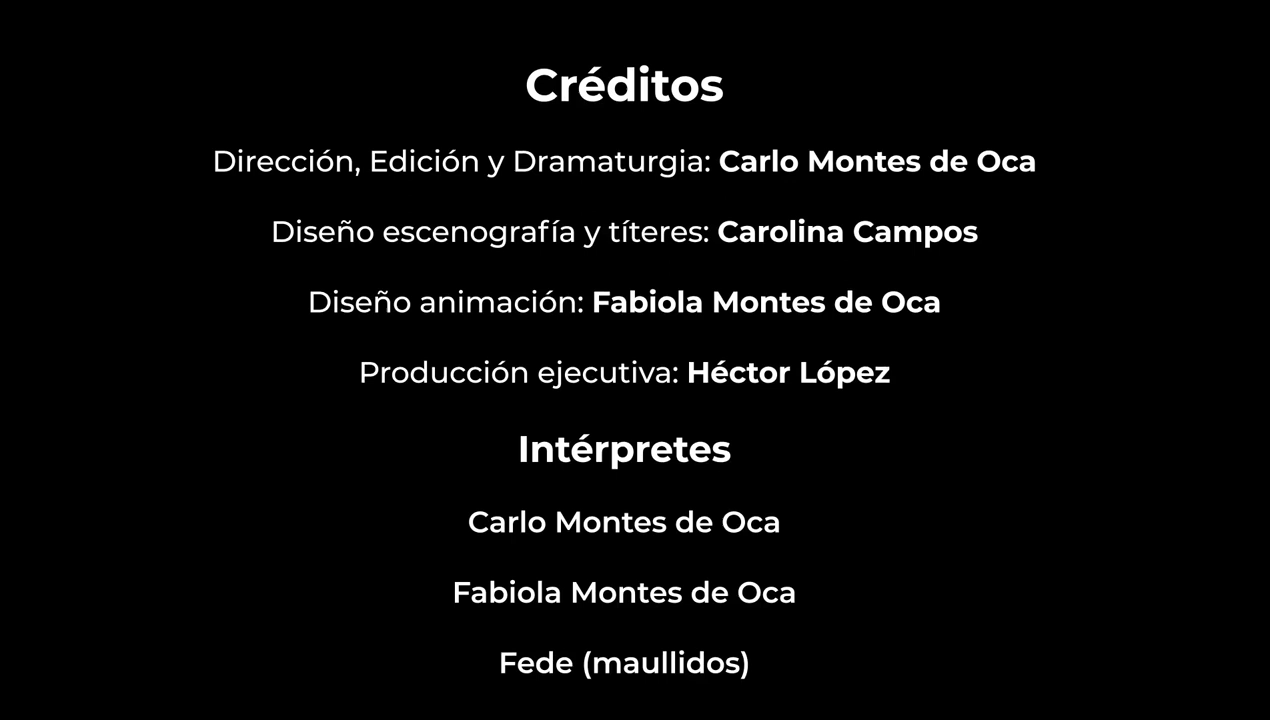 Créditos
Dirección, Edición y Dramaturgia: Carlo Montes de Oca
Diseño escenografía y títeres: Carolina Campos
Diseño animación: Fabiola Montes de Oca
Producción ejecutiva: Héctor López
Intérpretes
Carlo Montes de Oca
Fabiola Montes de Oca
Fede (maullidos)